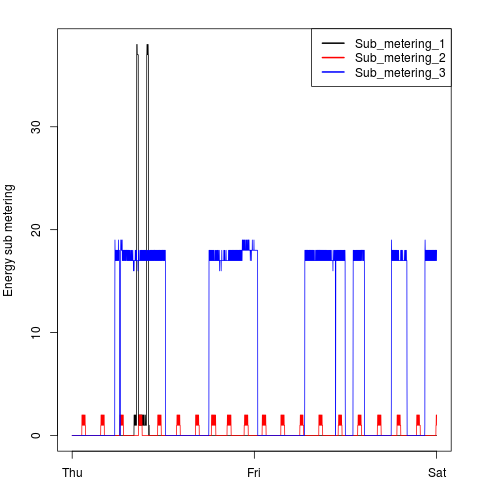 Sub_metering_1
Sub_metering_2
Sub_metering_3
Energy sub metering
30
20
10
0
Thu Fri Sat